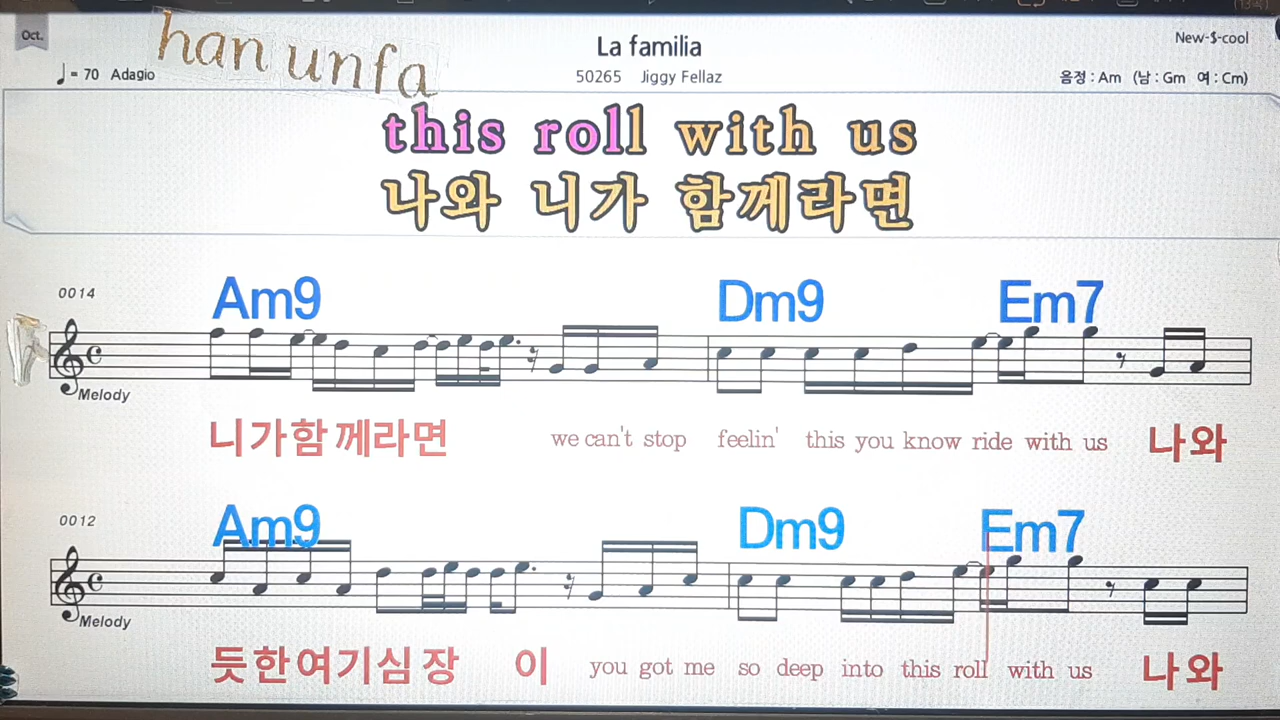 Oct.
han unfa
La familia
New-$-cool
♩= 70 Adagio
50265 Jiggy Fellaz
음정 : Am (남 : Gm 여 : Cm)
this roll with us
나와 니가 함께라면
0014
Am9 Dm9 Em7
Melody
니가함께라면 we can't stop feelin' this you know ride with us 나와
0012
Am9 Dm9 Em7
Melody
듯한여기심장 이 you got me so deep into this roll with us 나와